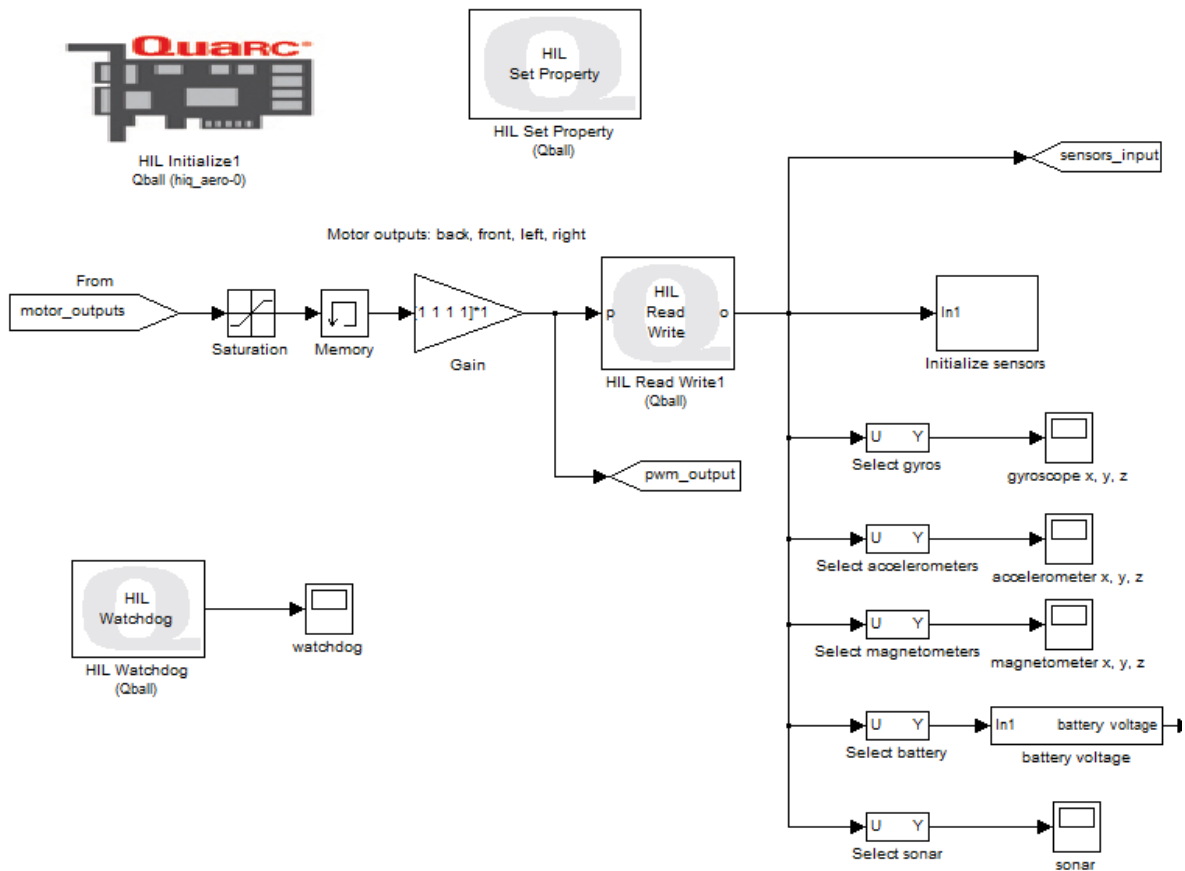 QUARC®
HIL Initialize1
Qball (hiq_aero-0)
HIL
Set Property
HIL Set Property
(Qball)
sensors_input
Motor outputs: back, front, left, right
From
motor_outputs
Saturation
Memory
[1 1 1 1]*1
Gain
p
HIL
Read
Write
o
HIL Read Write1
(Qball)
pwm_output
In1
Initialize sensors
U Y
Select gyros
gyroscope x, y, z
U Y
Select accelerometers
accelerometer x, y, z
U Y
Select magnetometers
magnetometer x, y, z
U Y
Select battery
In1 battery voltage
battery voltage
U Y
Select sonar
sonar
HIL
Watchdog
HIL Watchdog
(Qball)
watchdog